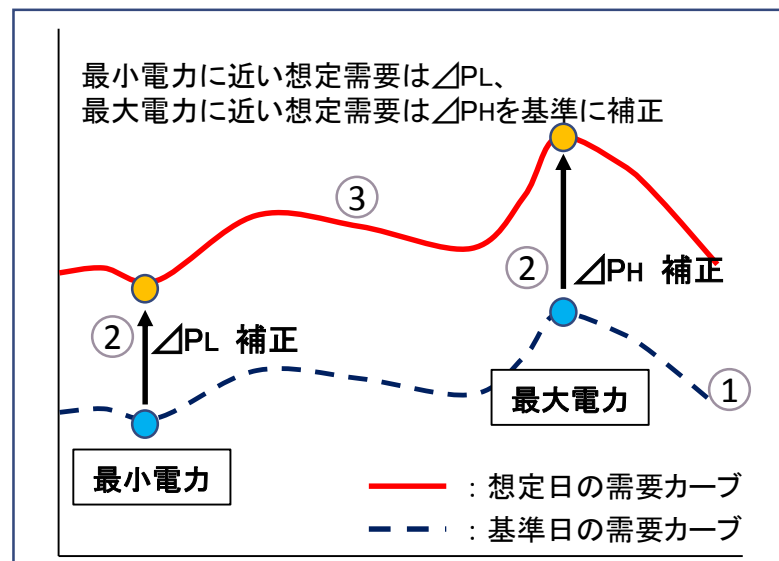 最小電力に近い想定需要は⊿PL、
最大電力に近い想定需要は⊿PHを基準に補正
③
②
⊿PH 補正
②
⊿PL 補正
①
最大電力
最小電力
：想定日の需要カーブ
：基準日の需要カーブ